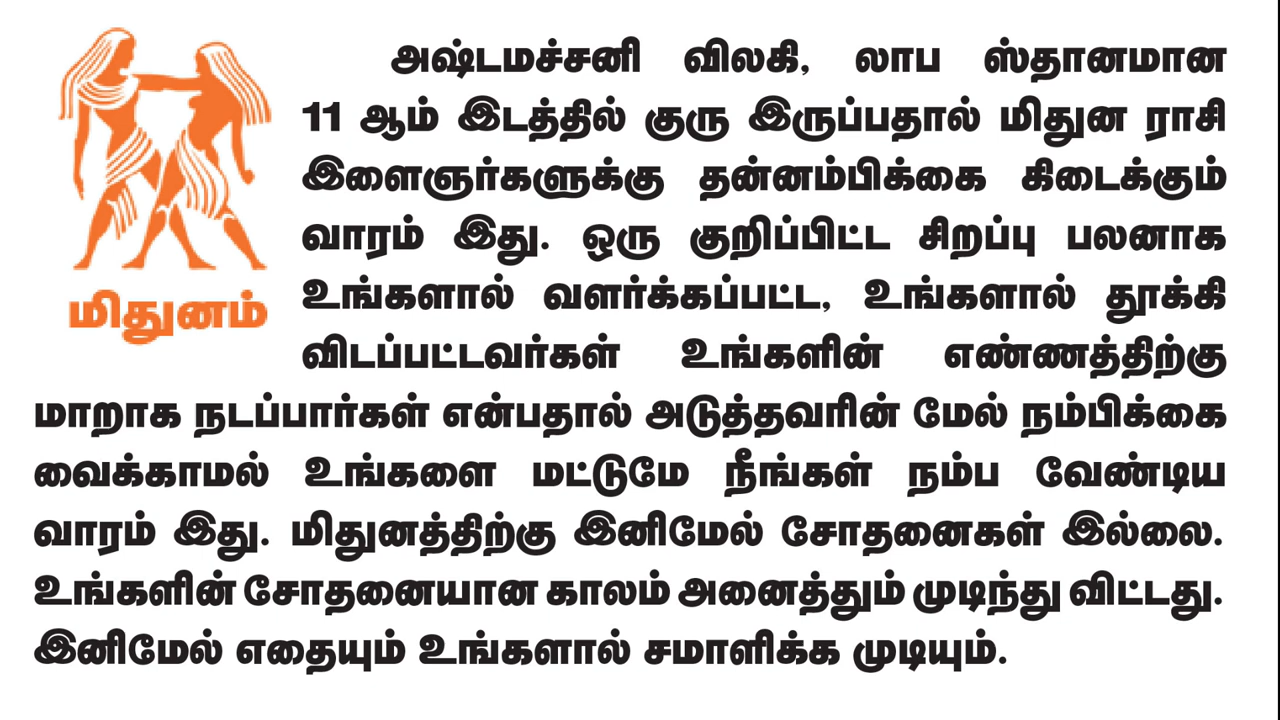 அஷ்டமச்சனி விலகி, லாப ஸ்தானமான
11 ஆம் இடத்தில் குரு இருப்பதால் மிதுன ராசி
இளைஞர்களுக்கு தன்னம்பிக்கை கிடைக்கும்
வாரம் இது. ஒரு குறிப்பிட்ட சிறப்பு பலனாக
உங்களால் வளர்க்கப்பட்ட, உங்களால் தூக்கி
விடப்பட்டவர்கள் உங்களின் எண்ணத்திற்கு
மிதுனம்
மாறாக நடப்பார்கள் என்பதால் அடுத்தவரின் மேல் நம்பிக்கை
வைக்காமல் உங்களை மட்டுமே நீங்கள் நம்ப வேண்டிய
வாரம் இது. மிதுனத்திற்கு இனிமேல் சோதனைகள் இல்லை.
உங்களின் சோதனையான காலம் அனைத்தும் முடிந்து விட்டது.
இனிமேல் எதையும் உங்களால் சமாளிக்க முடியும்.